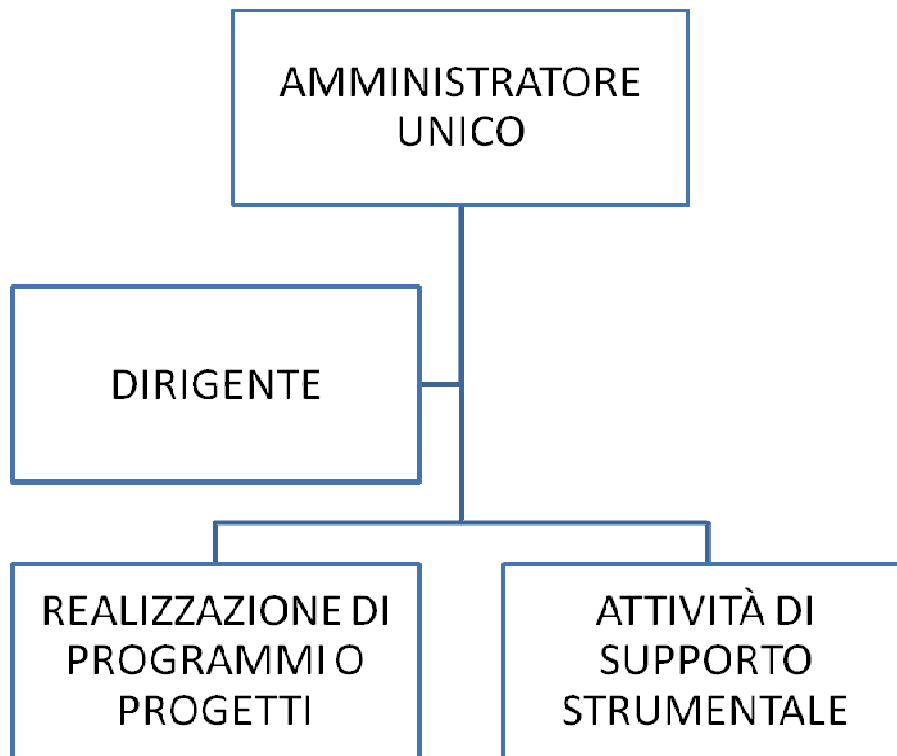 AMMINISTRATORE
UNICO
DIRIGENTE
REALIZZAZIONE DI
PROGRAMMI O
PROGETTI
ATTIVITÀ DI
SUPPORTO
STRUMENTALE